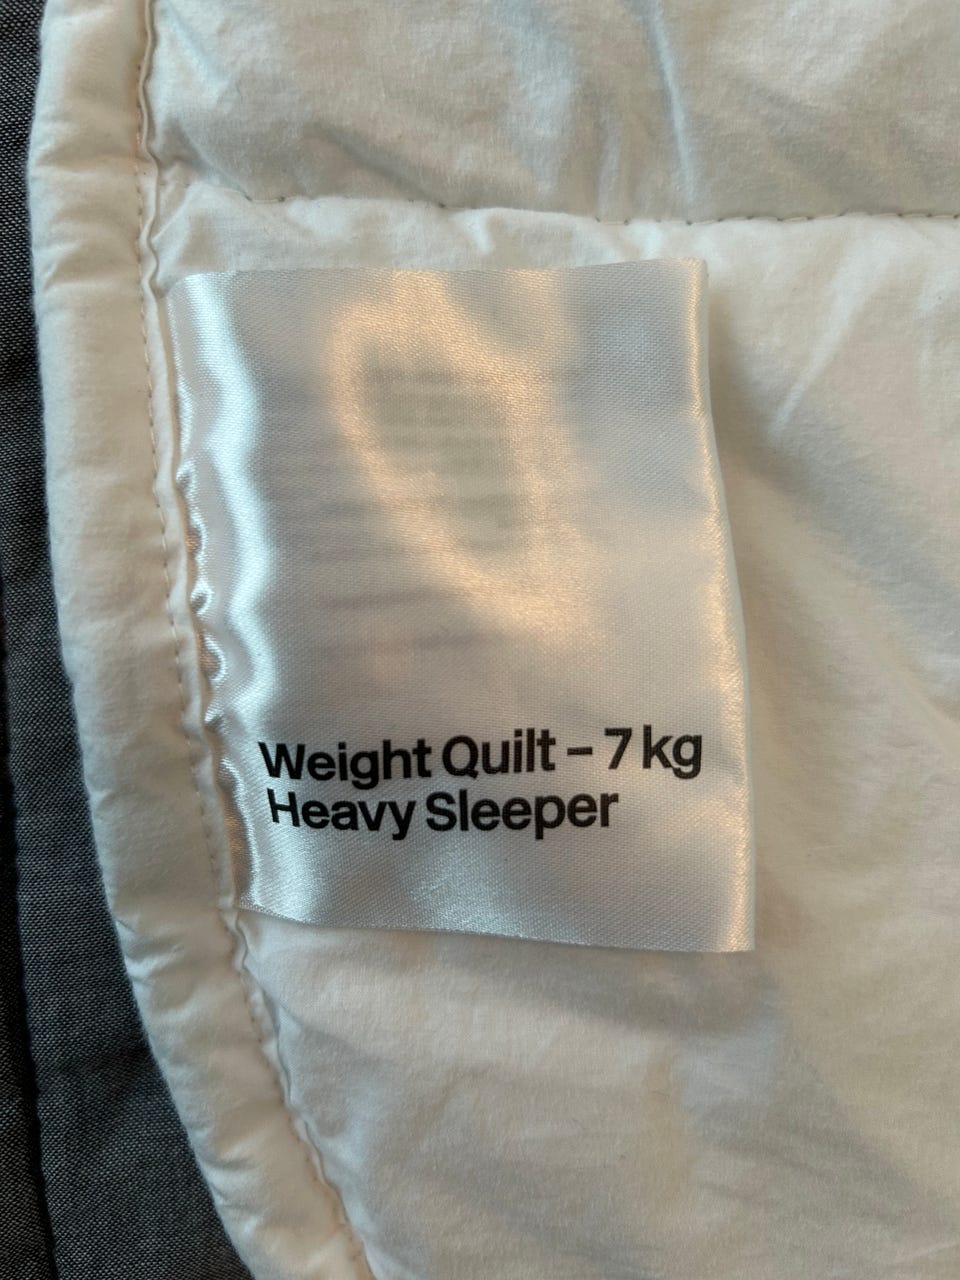 Weight Quilt – 7 kg
Heavy Sleeper